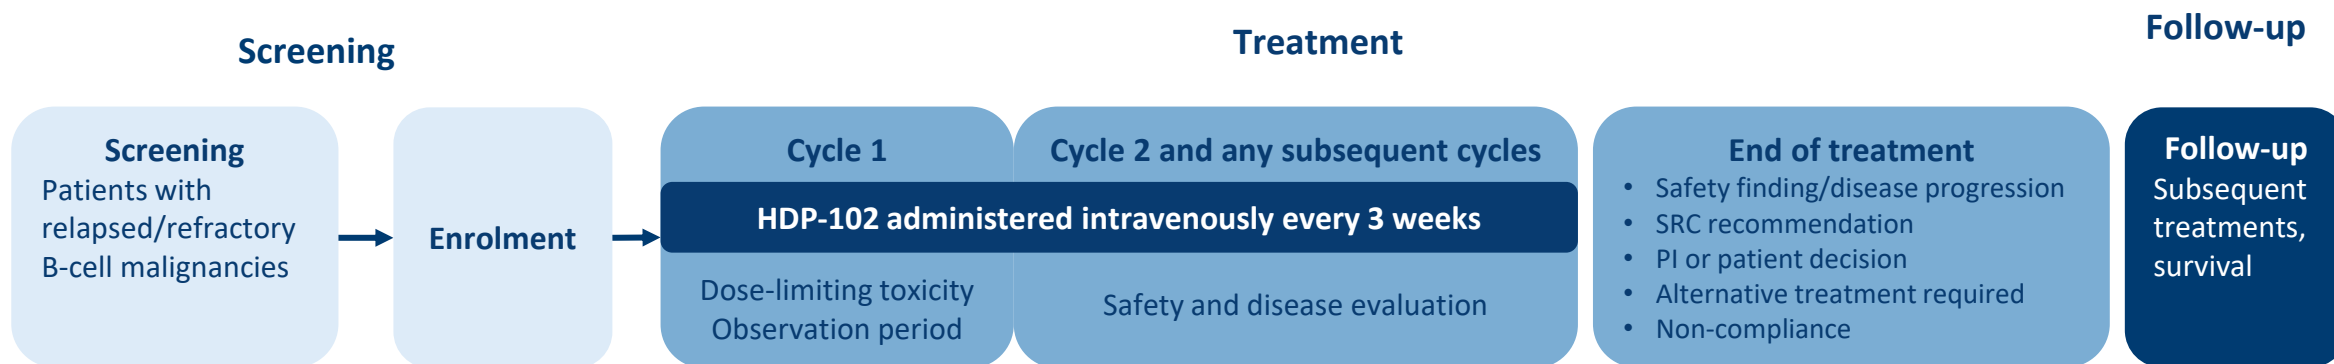 Screening
Treatment
Follow-up
Screening
Patients with
relapsed/refractory
B-cell malignancies
Enrolment
Cycle 1
Cycle 2 and any subsequent cycles
HDP-102 administered intravenously every 3 weeks
Dose-limiting toxicity
Observation period
Safety and disease evaluation
End of treatment
• Safety finding/disease progression
• SRC recommendation
• PI or patient decision
• Alternative treatment required
• Non-compliance
Follow-up
Subsequent
treatments,
survival